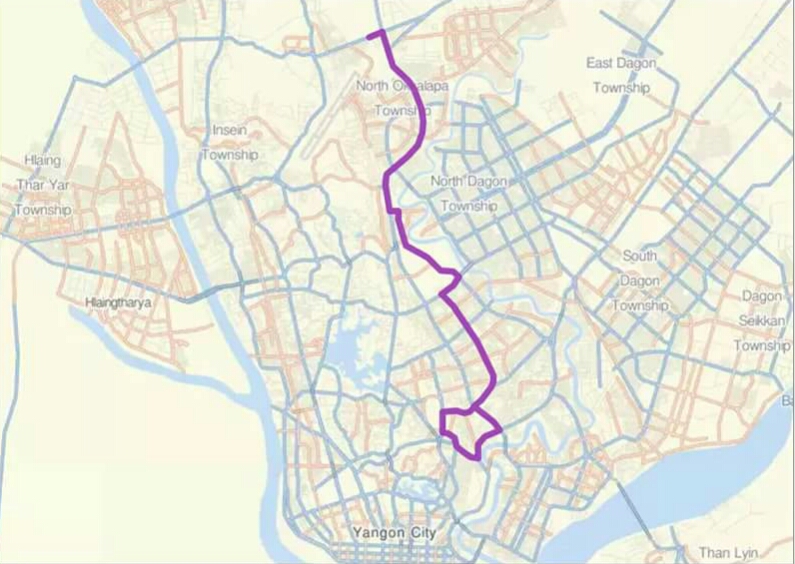 East Dagon
Township
North Okkalapa
Township
Insein
Township
Hlaing
Thar Yar
Township
North Dagon
Township
South
Dagon
Township
Dagon
Seikkan
Township
Hlaingtharya
Yangon City
Than Lyin